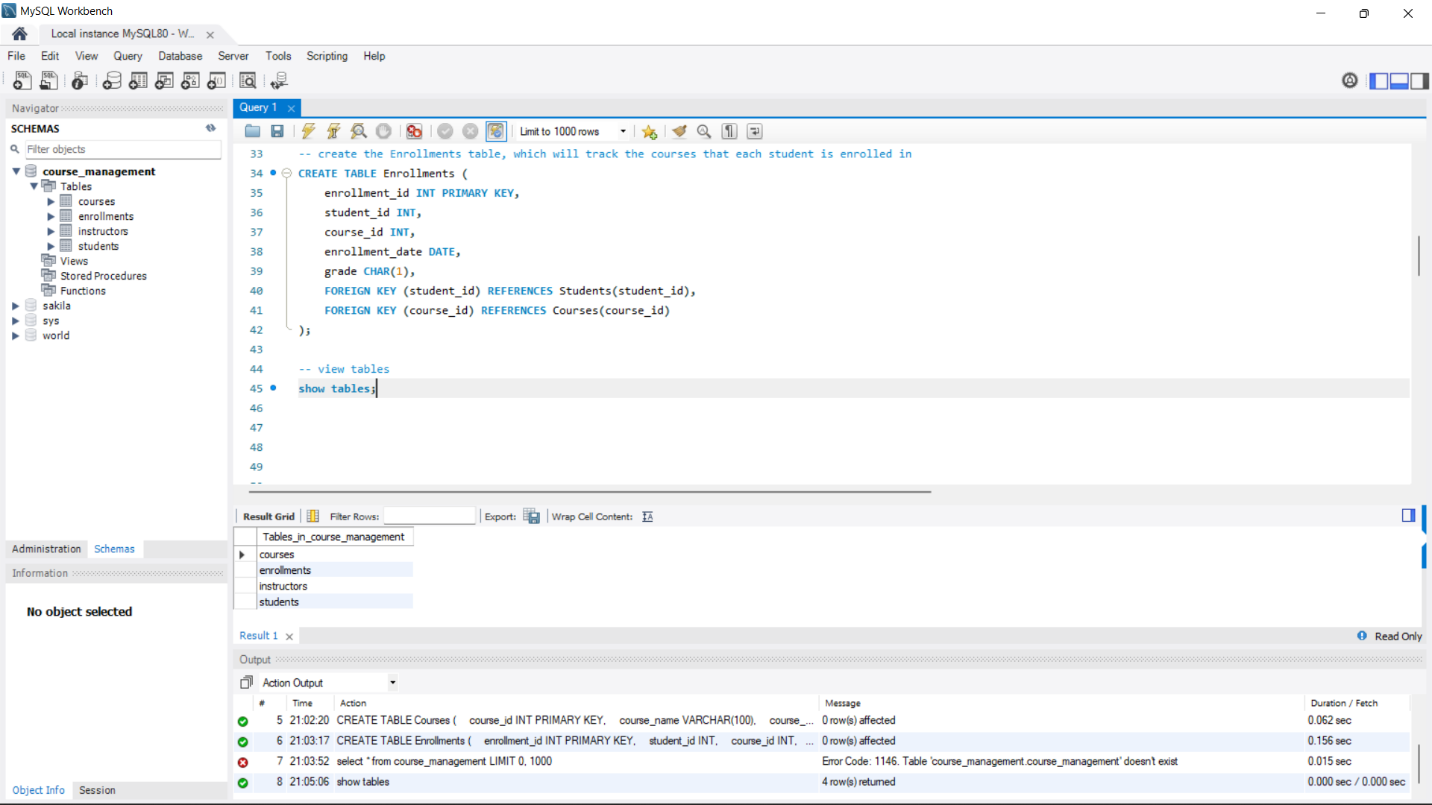 MySQL Workbench
Local instance MySQL80 - W... ×
File Edit View Query Database Server Tools Scripting Help
Navigator
SCHEMAS
Filter objects
course_management
Tables
courses
enrollments
instructors
students
Views
Stored Procedures
Functions
sakila
sys
world
Administration Schemas
Information
No object selected
Object Info Session
Query 1 ×
Limit to 1000 rows
33 -- create the Enrollments table, which will track the courses that each student is enrolled in
34 CREATE TABLE Enrollments (
35 enrollment_id INT PRIMARY KEY,
36 student_id INT,
37 course_id INT,
38 enrollment_date DATE,
39 grade CHAR(1),
40 FOREIGN KEY (student_id) REFERENCES Students(student_id),
41 FOREIGN KEY (course_id) REFERENCES Courses(course_id)
42 );
43
44 -- view tables
45 show tables;
46
47
48
49
Result Grid Filter Rows: Export: Wrap Cell Content:
Tables_in_course_management
courses
enrollments
instructors
students
Result 1 × Read Only
Output
Action Output
# Time Action Message Duration / Fetch
5 21:02:20 CREATE TABLE Courses ( course_id INT PRIMARY KEY, course_name VARCHAR(100), course_... 0 row(s) affected 0.062 sec
6 21:03:17 CREATE TABLE Enrollments ( enrollment_id INT PRIMARY KEY, student_id INT, course_id INT, ... 0 row(s) affected 0.156 sec
7 21:03:52 select * from course_management LIMIT 0, 1000 Error Code: 1146. Table 'course_management.course_management' doesn't exist 0.015 sec
8 21:05:06 show tables 4 row(s) returned 0.000 sec / 0.000 sec